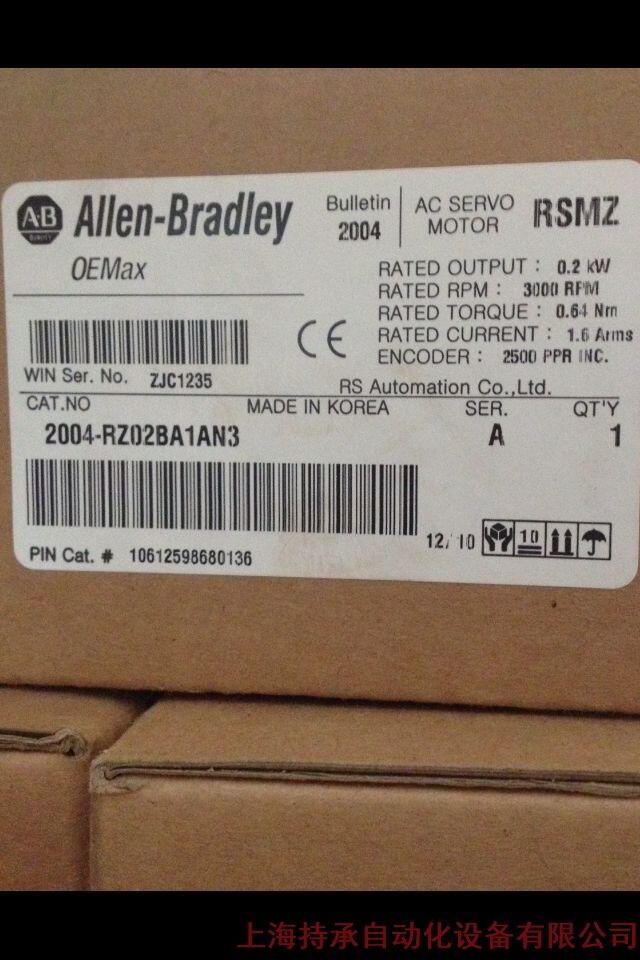 A·B
QUALITY
Allen-Bradley
OEMax
Bulletin
2004
AC SERVO
MOTOR
RSMZ
RATED OUTPUT : 0.2 kW
RATED RPM : 3000 RPM
RATED TORQUE : 0.64 Nm
RATED CURRENT : 1.6 Arms
ENCODER : 2500 PPR INC.
CE
WIN Ser. No. ZJC1235
RS Automation Co.,Ltd.
CAT.NO
MADE IN KOREA
SER.
QT'Y
2004-RZ02BA1AN3
A
1
PIN Cat. # 10612598680136
12/10
10
上海持承自动化设备有限公司